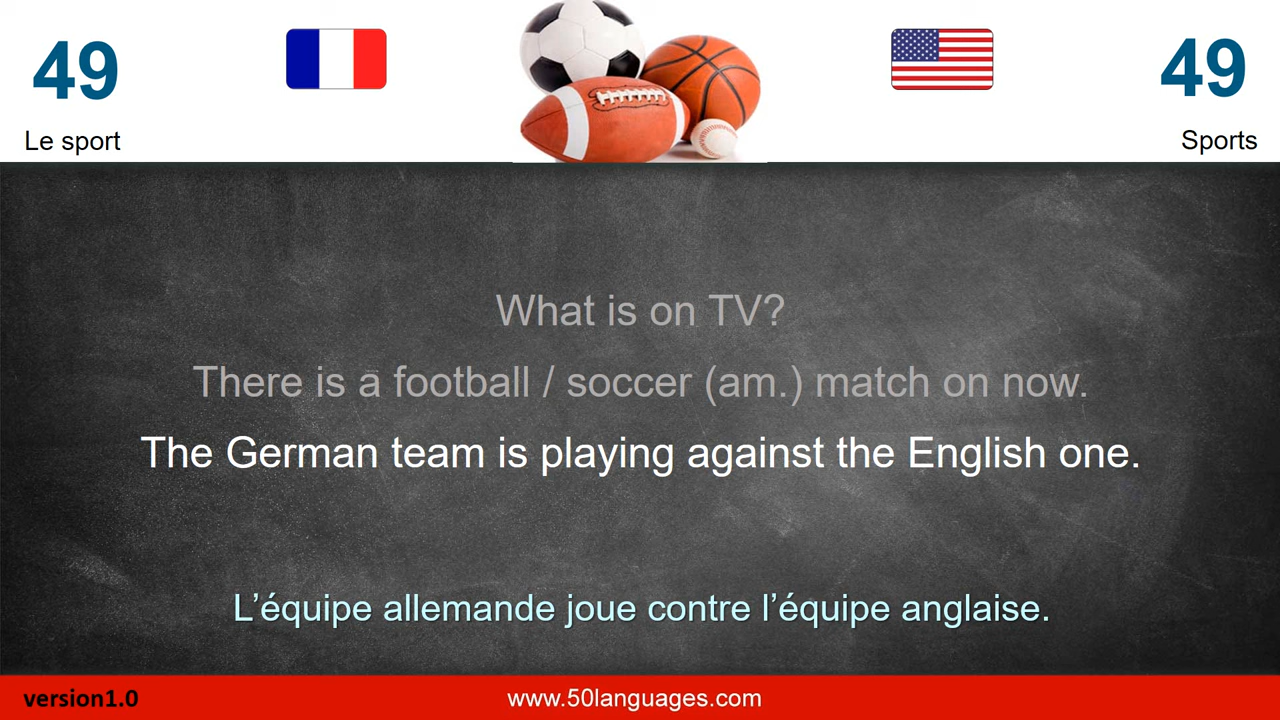 49
49
Le sport
Sports
What is on TV?
There is a football / soccer (am.) match on now.
The German team is playing against the English one.
L’équipe allemande joue contre l’équipe anglaise.
version1.0
www.50languages.com